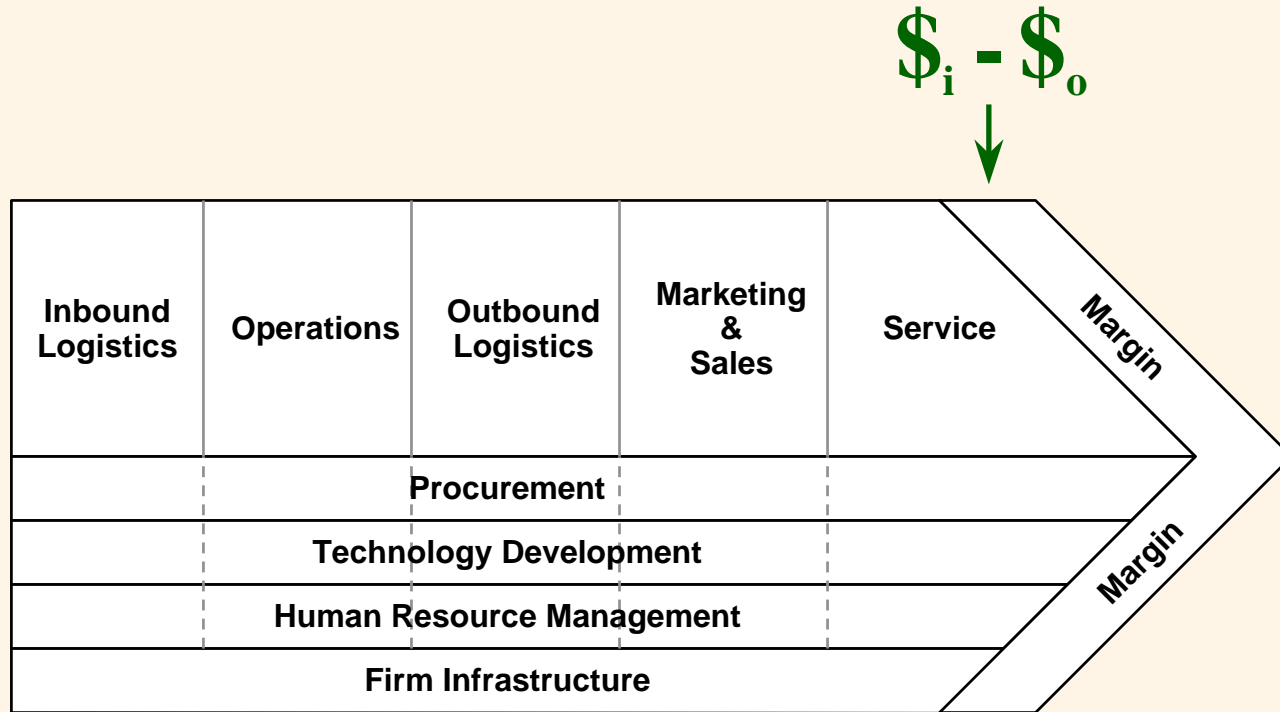 $i - $o
Inbound
Logistics
Operations
Outbound
Logistics
Marketing
&
Sales
Service
Margin
Procurement
Technology Development
Human Resource Management
Firm Infrastructure
Margin